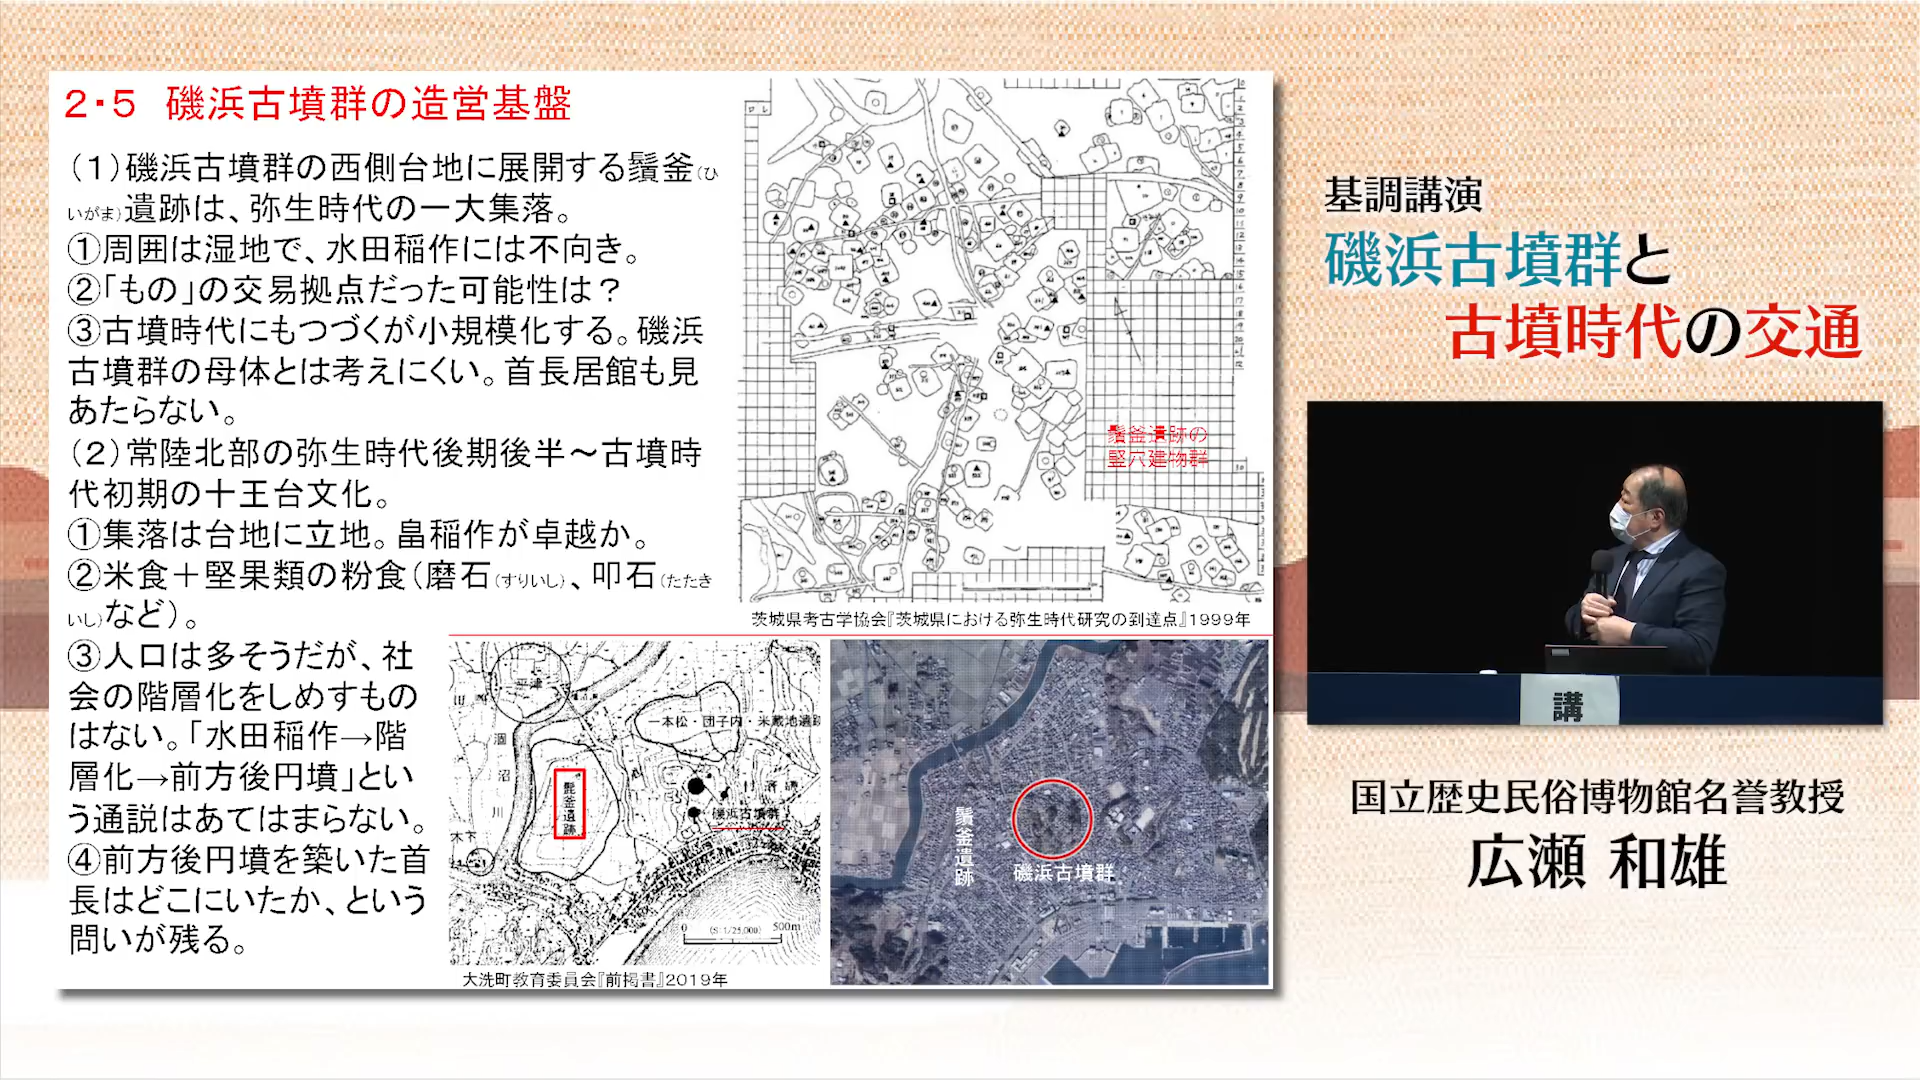 2・5 磯浜古墳群の造営基盤
（1）磯浜古墳群の西側台地に展開する鬚釜（ひ
いがま）遺跡は、弥生時代の一大集落。
①周囲は湿地で、水田稲作には不向き。
②「もの」の交易拠点だった可能性は？
③古墳時代にもつづくが小規模化する。磯浜
古墳群の母体とは考えにくい。首長居館も見
あたらない。
（2）常陸北部の弥生時代後期後半～古墳時
代初期の十王台文化。
①集落は台地に立地。畠稲作が卓越か。
②米食＋堅果類の粉食（磨石（すりいし）、叩石（たたき
いし）など）。
③人口は多そうだが、社
会の階層化をしめすもの
はない。「水田稲作→階
層化→前方後円墳」とい
う通説はあてはまらない。
④前方後円墳を築いた首
長はどこにいたか、という
問いが残る。
鬚釜遺跡の
竪穴建物群
茨城県考古学協会『茨城県における弥生時代研究の到達点』1999年
平津
一本松・団子内・米蔵地遺跡
涸沼川
髭釜遺跡
磯浜古墳群
木下
0 (S:1/25,000) 500m
大洗町教育委員会『前掲書』2019年
鬚釜遺跡
磯浜古墳群
基調講演
磯浜古墳群と
古墳時代の交通
講
国立歴史民俗博物館名誉教授
広瀬 和雄